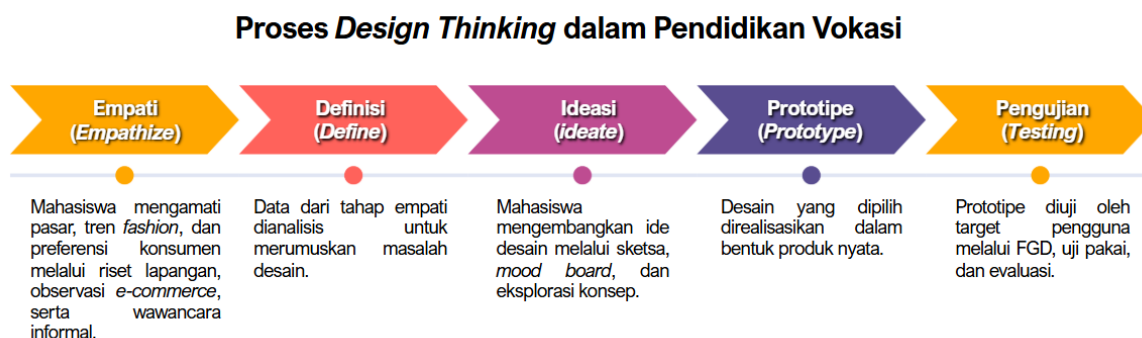 Proses Design Thinking dalam Pendidikan Vokasi
Empati
(Empathize)
Mahasiswa mengamati
pasar, tren fashion, dan
preferensi konsumen
melalui riset lapangan,
observasi e-commerce,
serta wawancara
informal.
Definisi
(Define)
Data dari tahap empati
dianalisis untuk
merumuskan masalah
desain.
Ideasi
(ideate)
Mahasiswa
mengembangkan ide
desain melalui sketsa,
mood board, dan
eksplorasi konsep.
Prototipe
(Prototype)
Desain yang dipilih
direalisasikan dalam
bentuk produk nyata.
Pengujian
(Testing)
Prototipe diuji oleh
target pengguna
melalui FGD, uji pakai,
dan evaluasi.